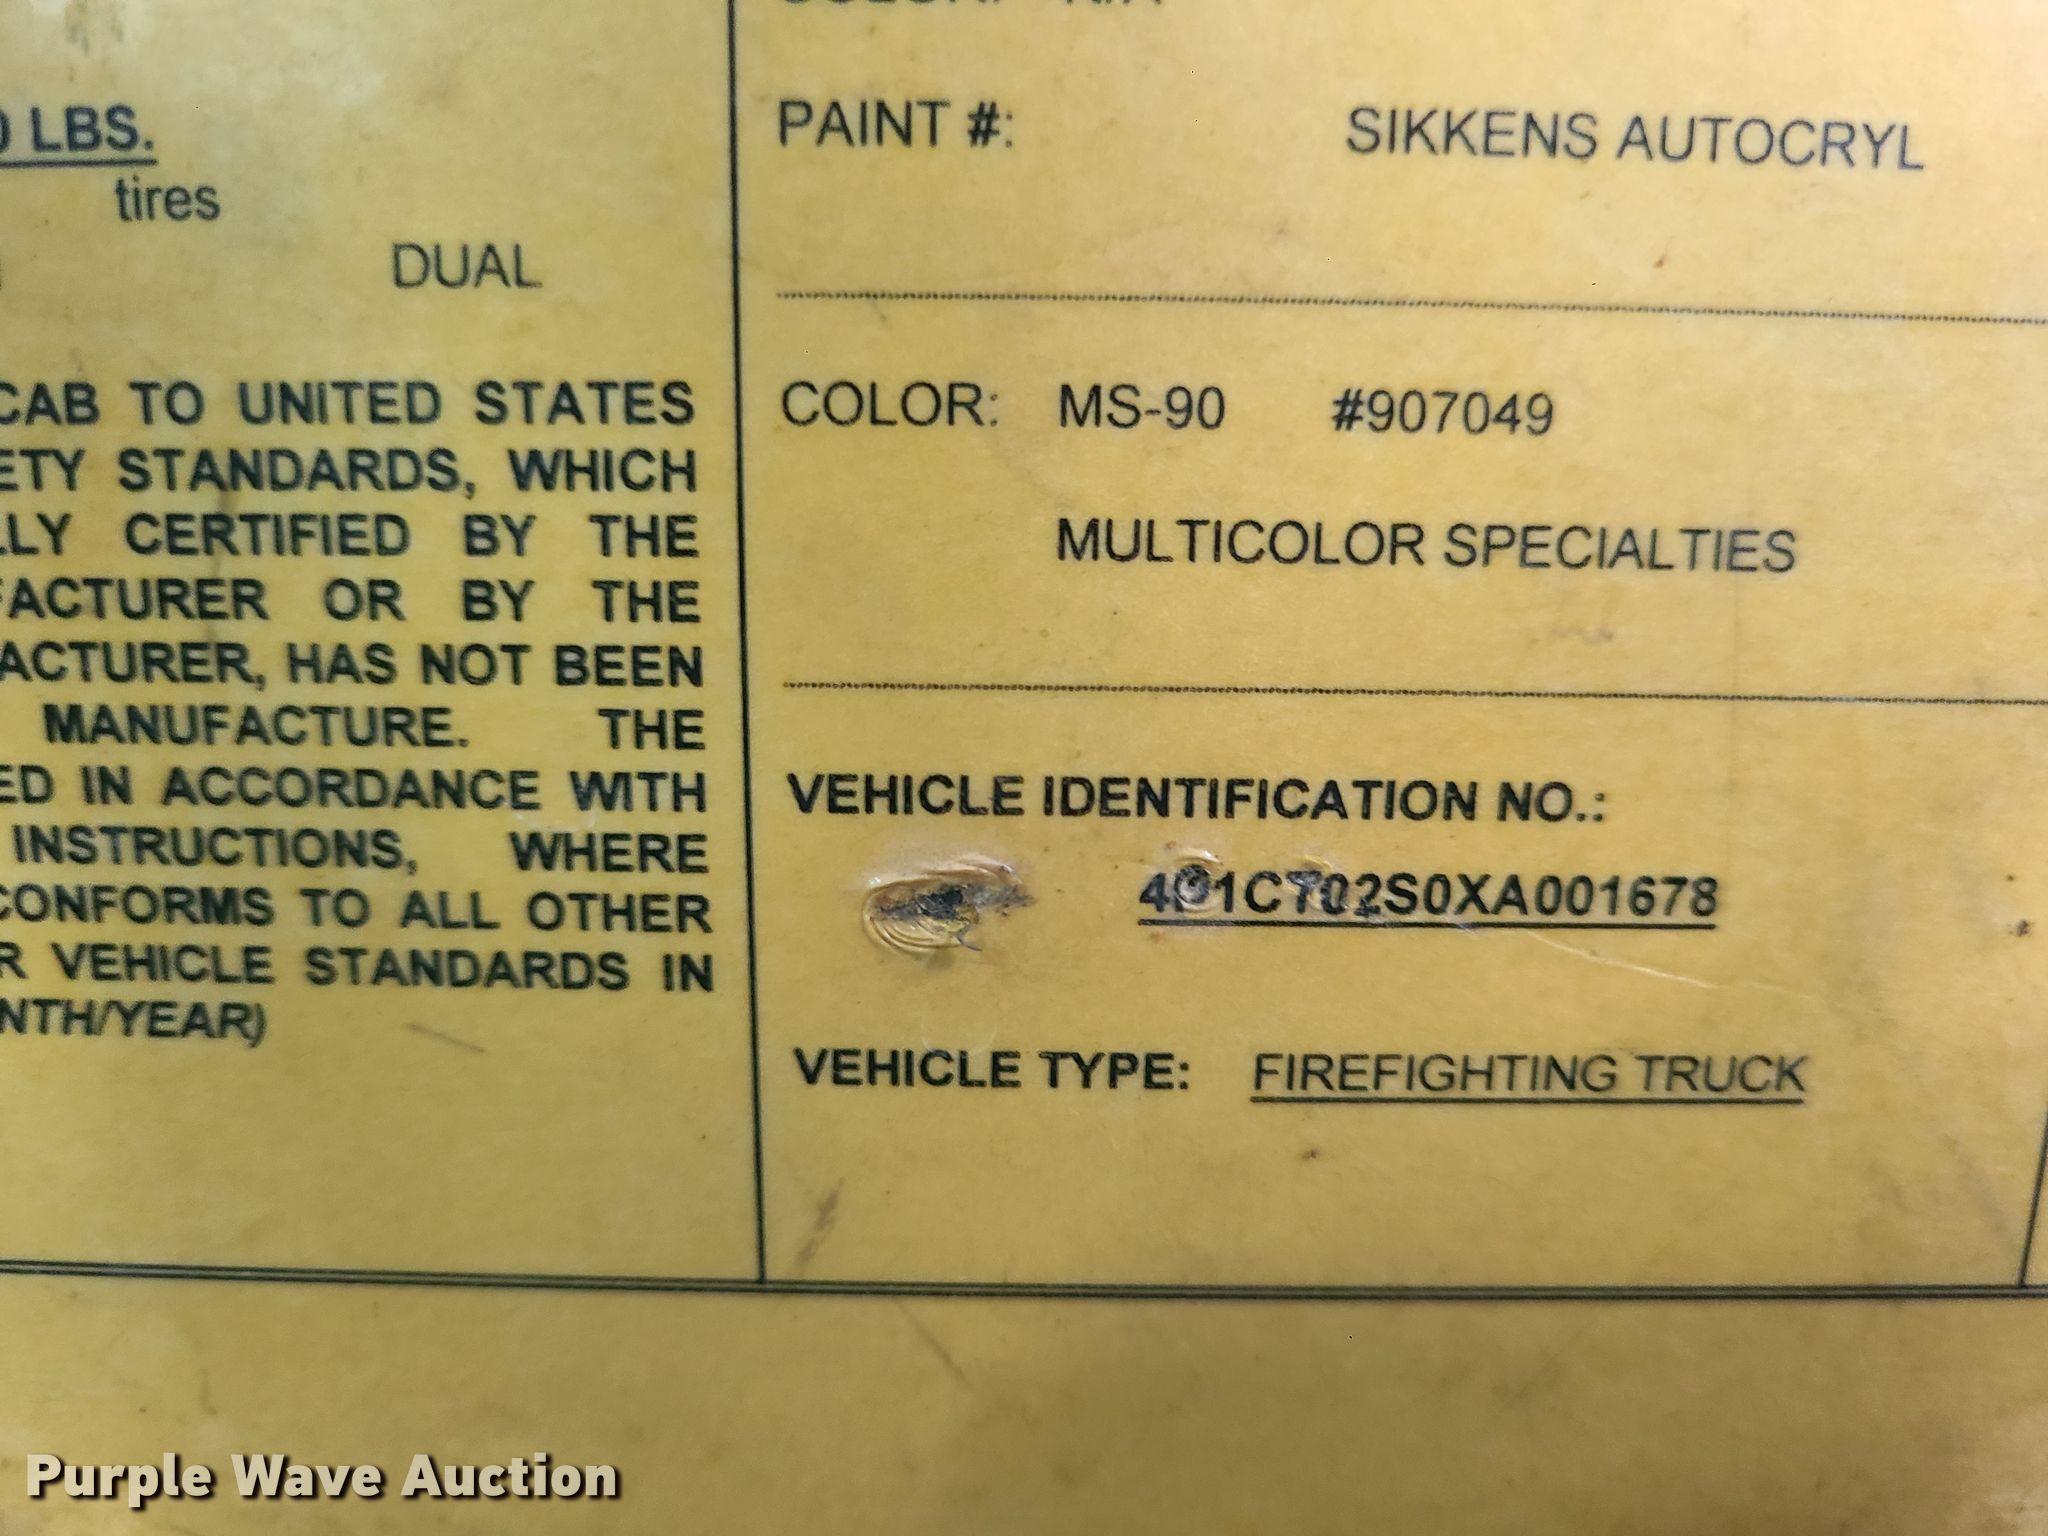 LBS.
tires
DUAL
CAB TO UNITED STATES
ETY STANDARDS, WHICH
LLY CERTIFIED BY THE
FACTURER OR BY THE
ACTURER, HAS NOT BEEN
MANUFACTURE. THE
ED IN ACCORDANCE WITH
INSTRUCTIONS, WHERE
CONFORMS TO ALL OTHER
R VEHICLE STANDARDS IN
NTH/YEAR)
PAINT #: SIKKENS AUTOCRYL
COLOR: MS-90 #907049
MULTICOLOR SPECIALTIES
VEHICLE IDENTIFICATION NO.:
4P1CT02S0XA001678
VEHICLE TYPE: FIREFIGHTING TRUCK
Purple Wave Auction